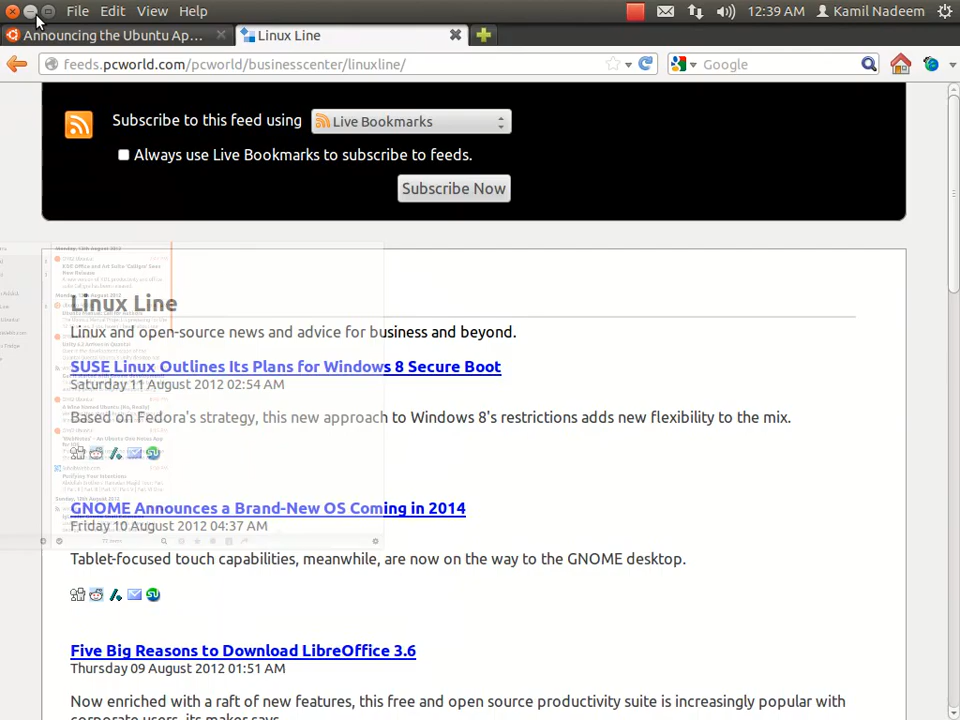 File Edit View Help 12:39 AM Kamil Nadeem
Announcing the Ubuntu Ap... Linux Line
feeds.pcworld.com/pcworld/businesscenter/linuxline/ Google
Subscribe to this feed using Live Bookmarks
Always use Live Bookmarks to subscribe to feeds.
Subscribe Now
Linux Line
Linux and open-source news and advice for business and beyond.
SUSE Linux Outlines Its Plans for Windows 8 Secure Boot
Saturday 11 August 2012 02:54 AM
Based on Fedora's strategy, this new approach to Windows 8's restrictions adds new flexibility to the mix.
GNOME Announces a Brand-New OS Coming in 2014
Friday 10 August 2012 04:37 AM
Tablet-focused touch capabilities, meanwhile, are now on the way to the GNOME desktop.
Five Big Reasons to Download LibreOffice 3.6
Thursday 09 August 2012 01:51 AM
Now enriched with a raft of new features, this free and open source productivity suite is increasingly popular with
corporate users, its maker says.